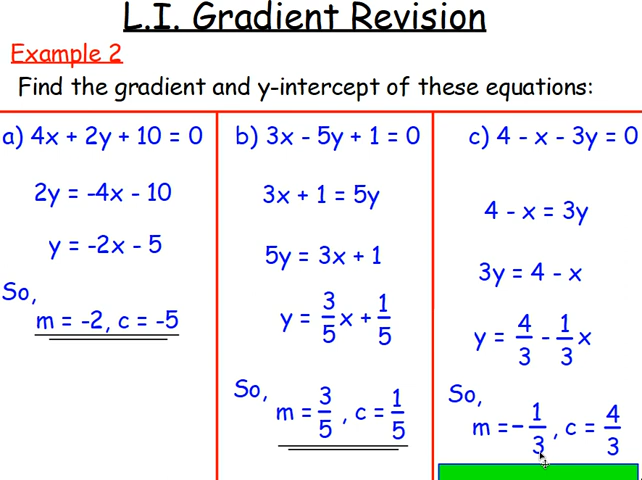 L.I. Gradient Revision
Example 2
Find the gradient and y-intercept of these equations:
a) 4x + 2y + 10 = 0
2y = -4x - 10
y = -2x - 5
So,
m = -2, c = -5
b) 3x - 5y + 1 = 0
3x + 1 = 5y
5y = 3x + 1
y = 3/5 x + 1/5
So,
m = 3/5 , c = 1/5
c) 4 - x - 3y = 0
4 - x = 3y
3y = 4 - x
y = 4/3 - 1/3 x
So,
m = - 1/3 , c = 4/3